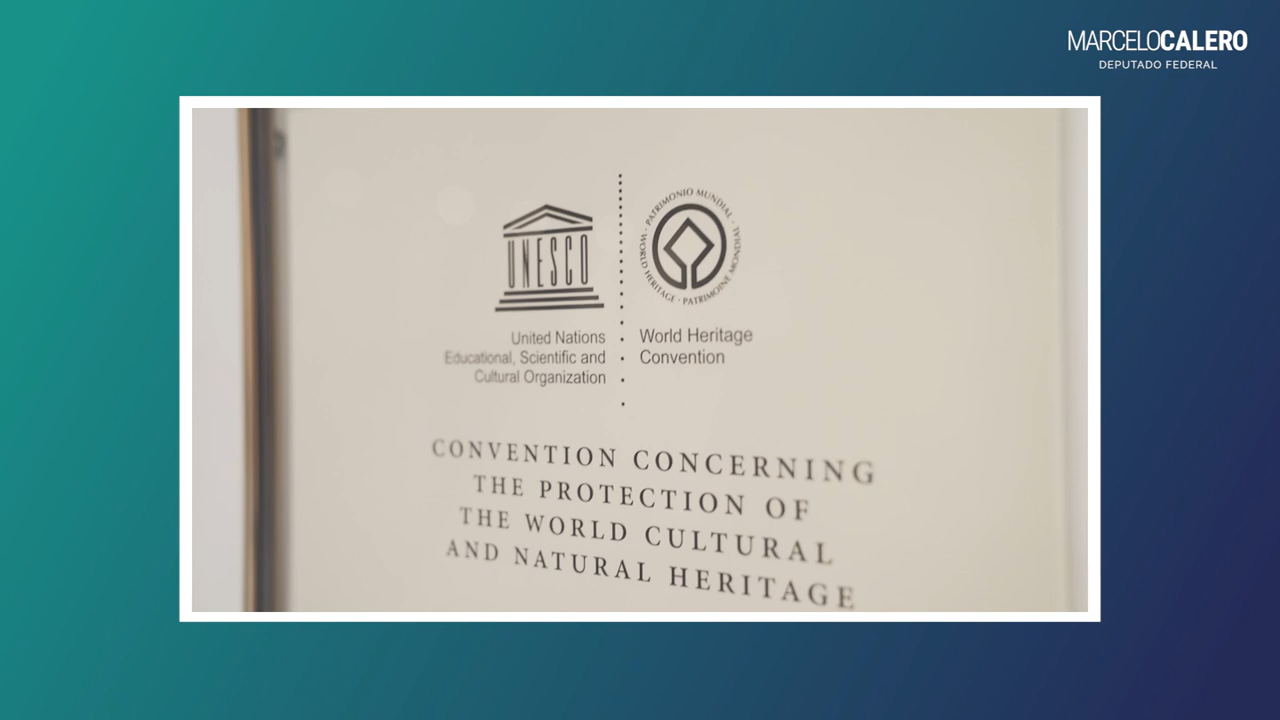 MARCELOCALERO
DEPUTADO FEDERAL
UNESCO
WORLD HERITAGE · PATRIMONIO MUNDIAL · PATRIMOINE MONDIAL ·
United Nations
Educational, Scientific and
Cultural Organization
World Heritage
Convention
CONVENTION CONCERNING
THE PROTECTION OF
THE WORLD CULTURAL
AND NATURAL HERITAGE